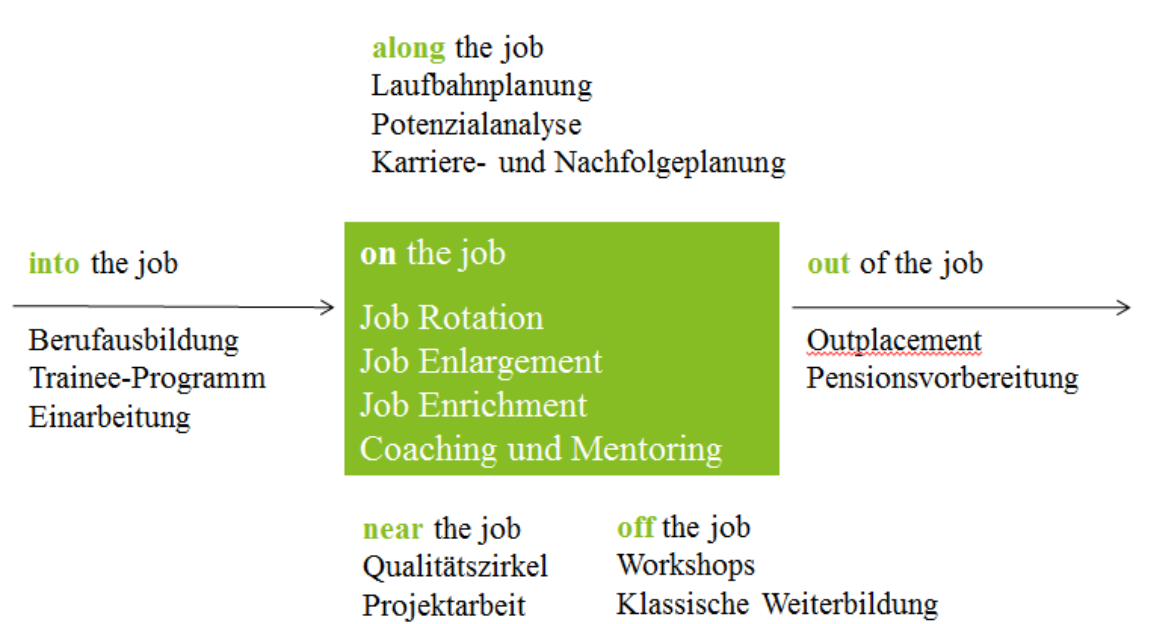 along the job
Laufbahnplanung
Potenzialanalyse
Karriere- und Nachfolgeplanung
into the job
Berufausbildung
Trainee-Programm
Einarbeitung
on the job
Job Rotation
Job Enlargement
Job Enrichment
Coaching und Mentoring
out of the job
Outplacement
Pensionsvorbereitung
near the job
Qualitätszirkel
Projektarbeit
off the job
Workshops
Klassische Weiterbildung